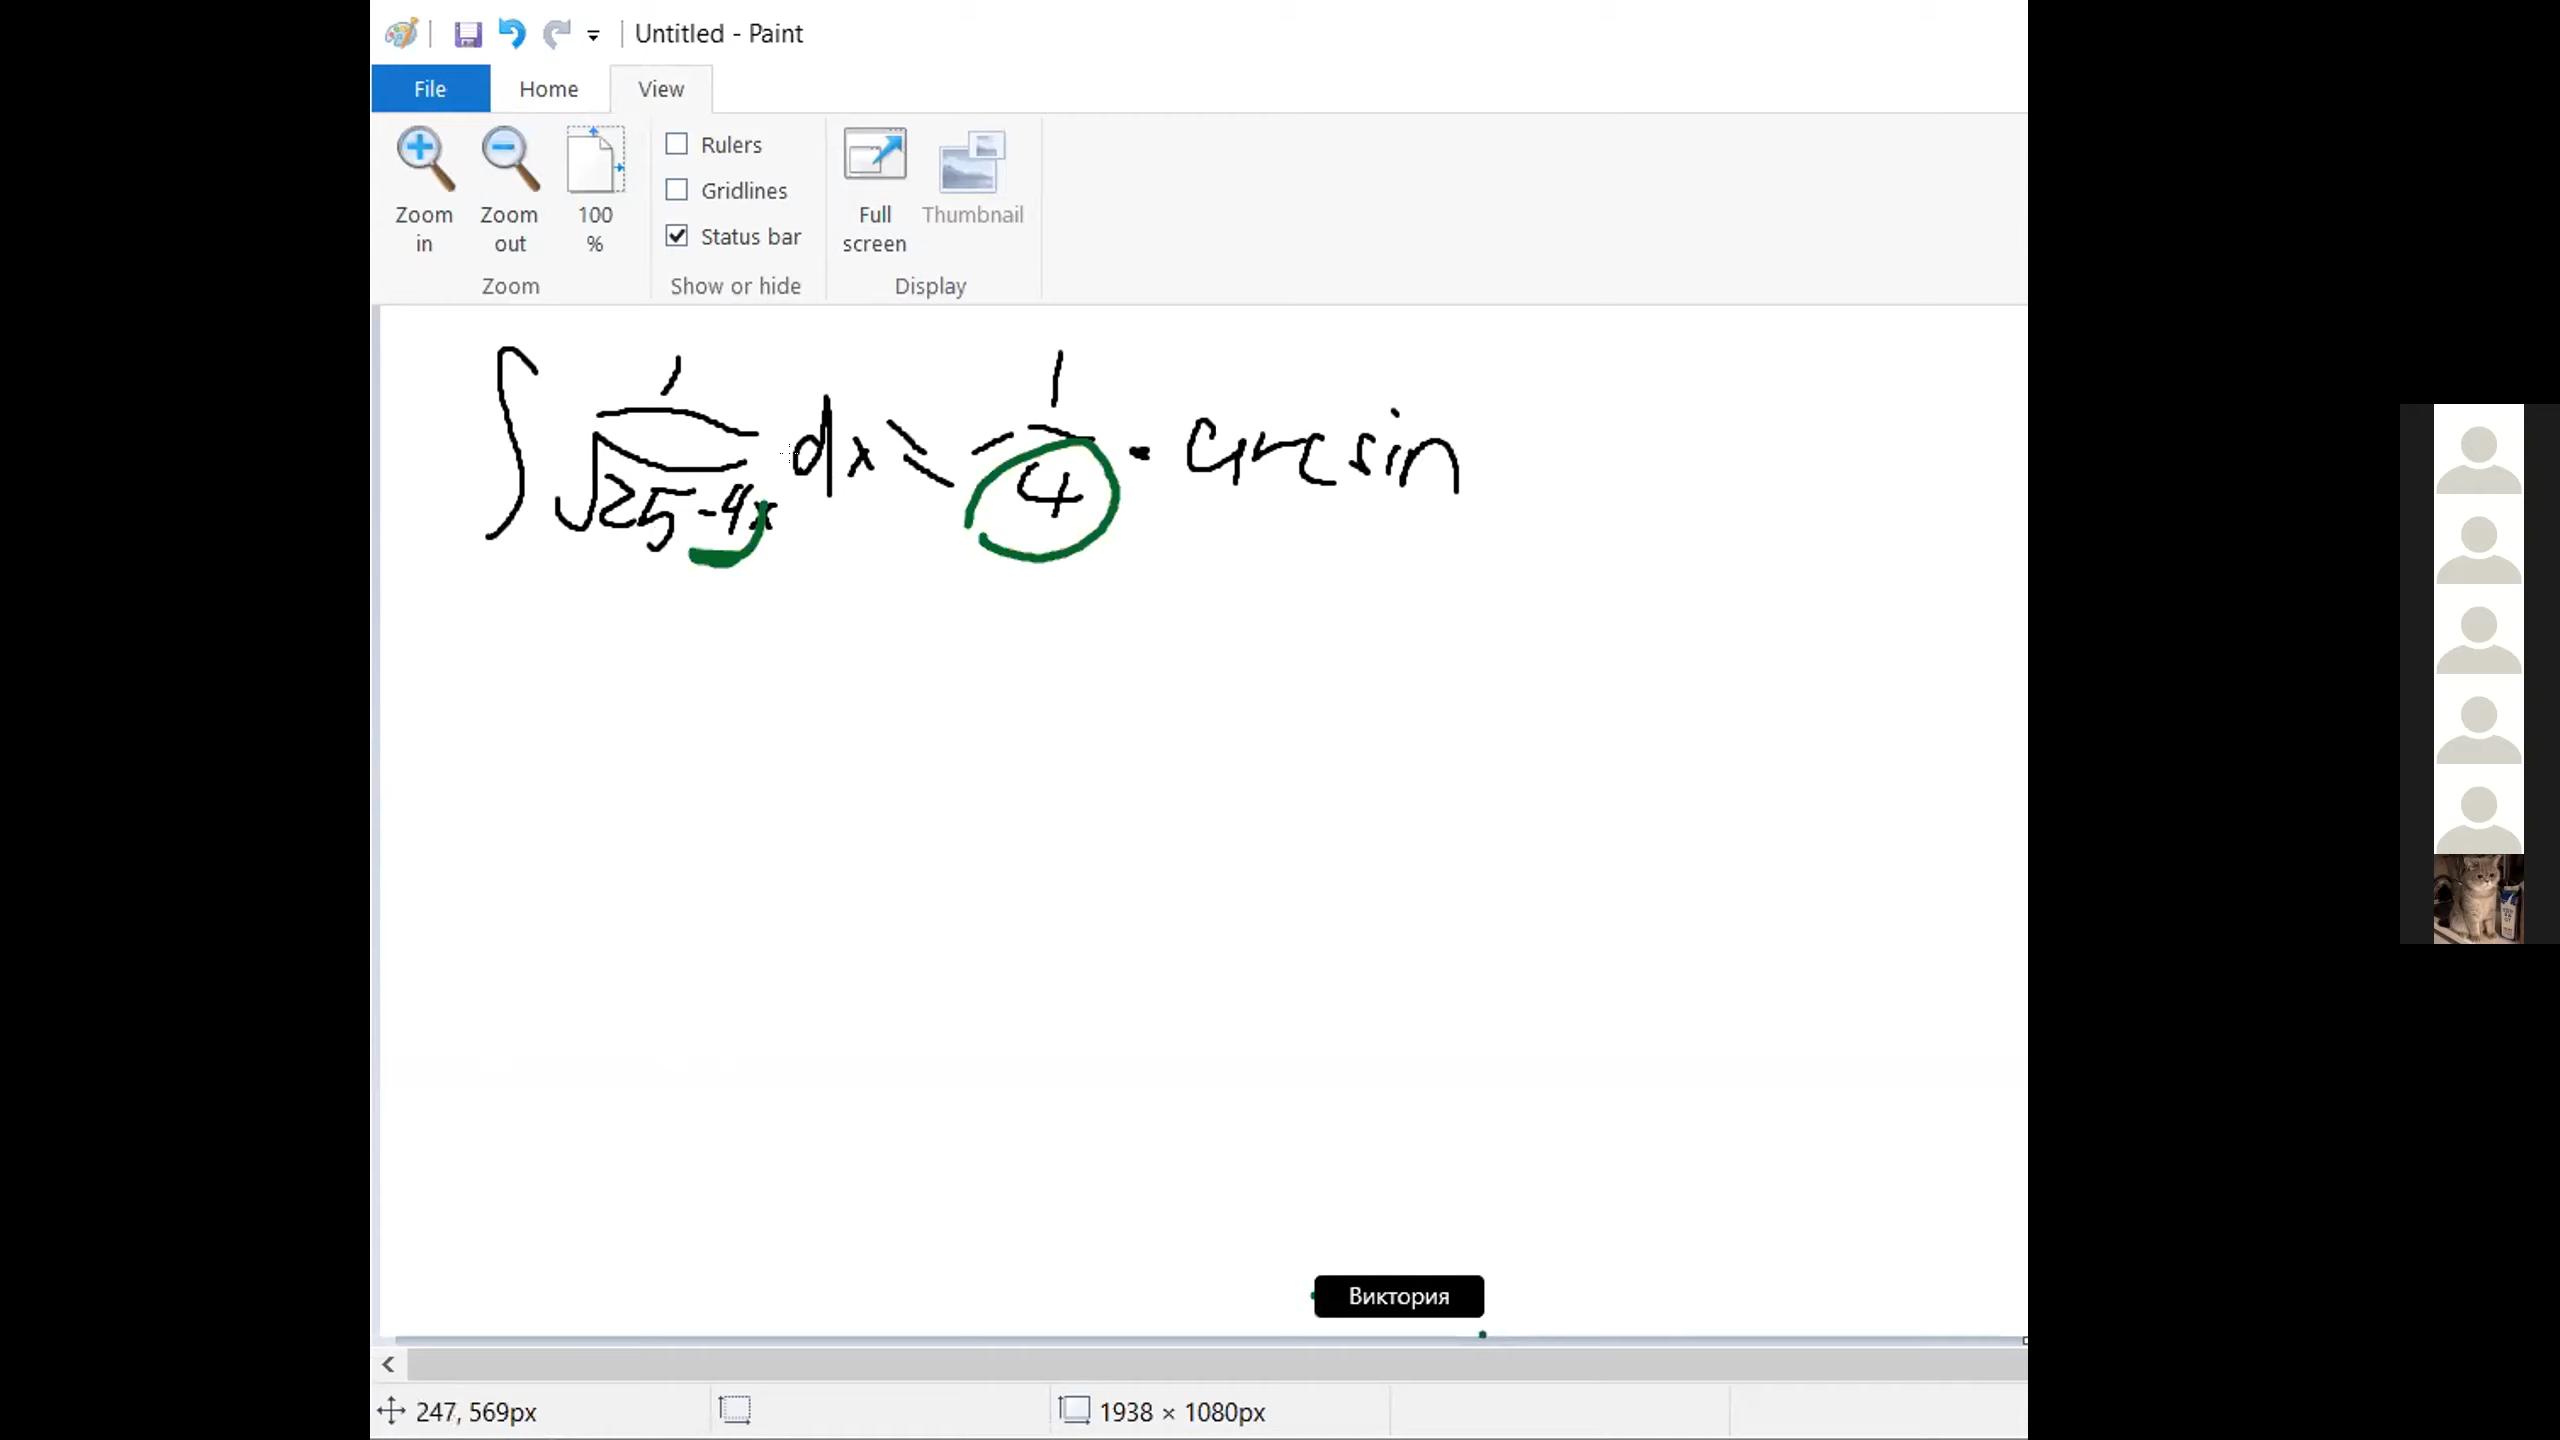 Untitled - Paint
File Home View
Zoom in
Zoom out
100 %
Zoom
Rulers
Gridlines
Status bar
Show or hide
Full screen
Thumbnail
Display
∫ 1/√25-4x dx = -1/4 · arcsin
Виктория
247, 569px
1938 × 1080px